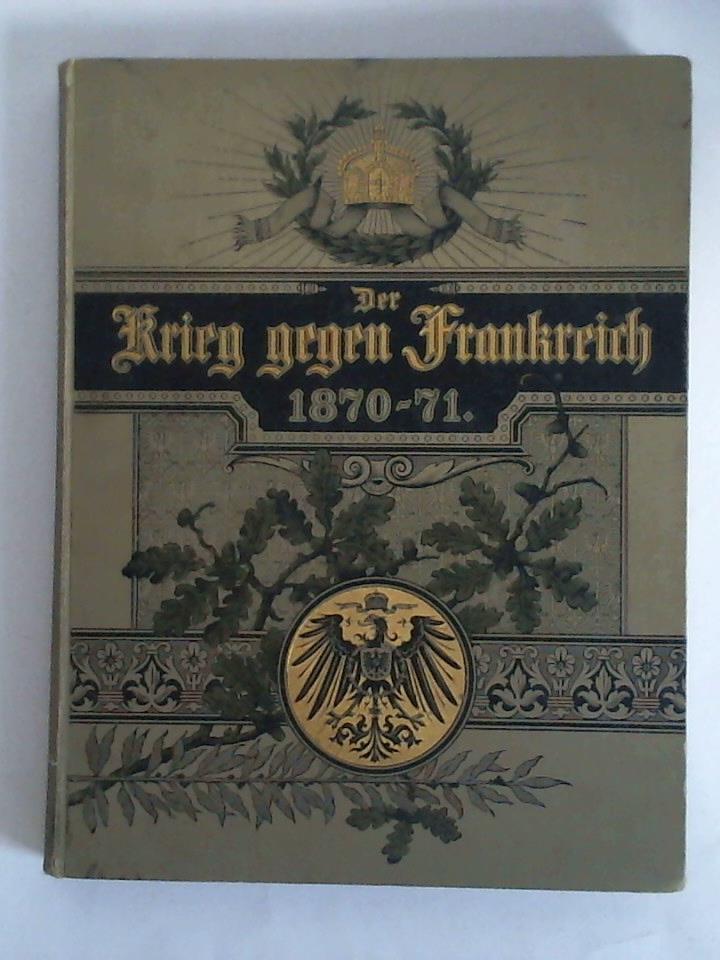 Der
Krieg gegen Frankreich
1870-71.